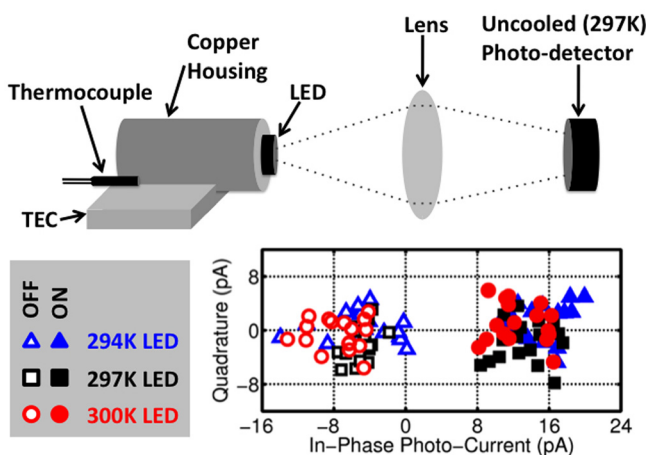 Copper
Housing
Thermocouple
LED
Lens
Uncooled (297K)
Photo-detector
TEC
OFF
ON
294K LED
297K LED
300K LED
Quadrature (pA)
8
0
−8
−16
−8
0
8
16
24
In−Phase Photo−Current (pA)